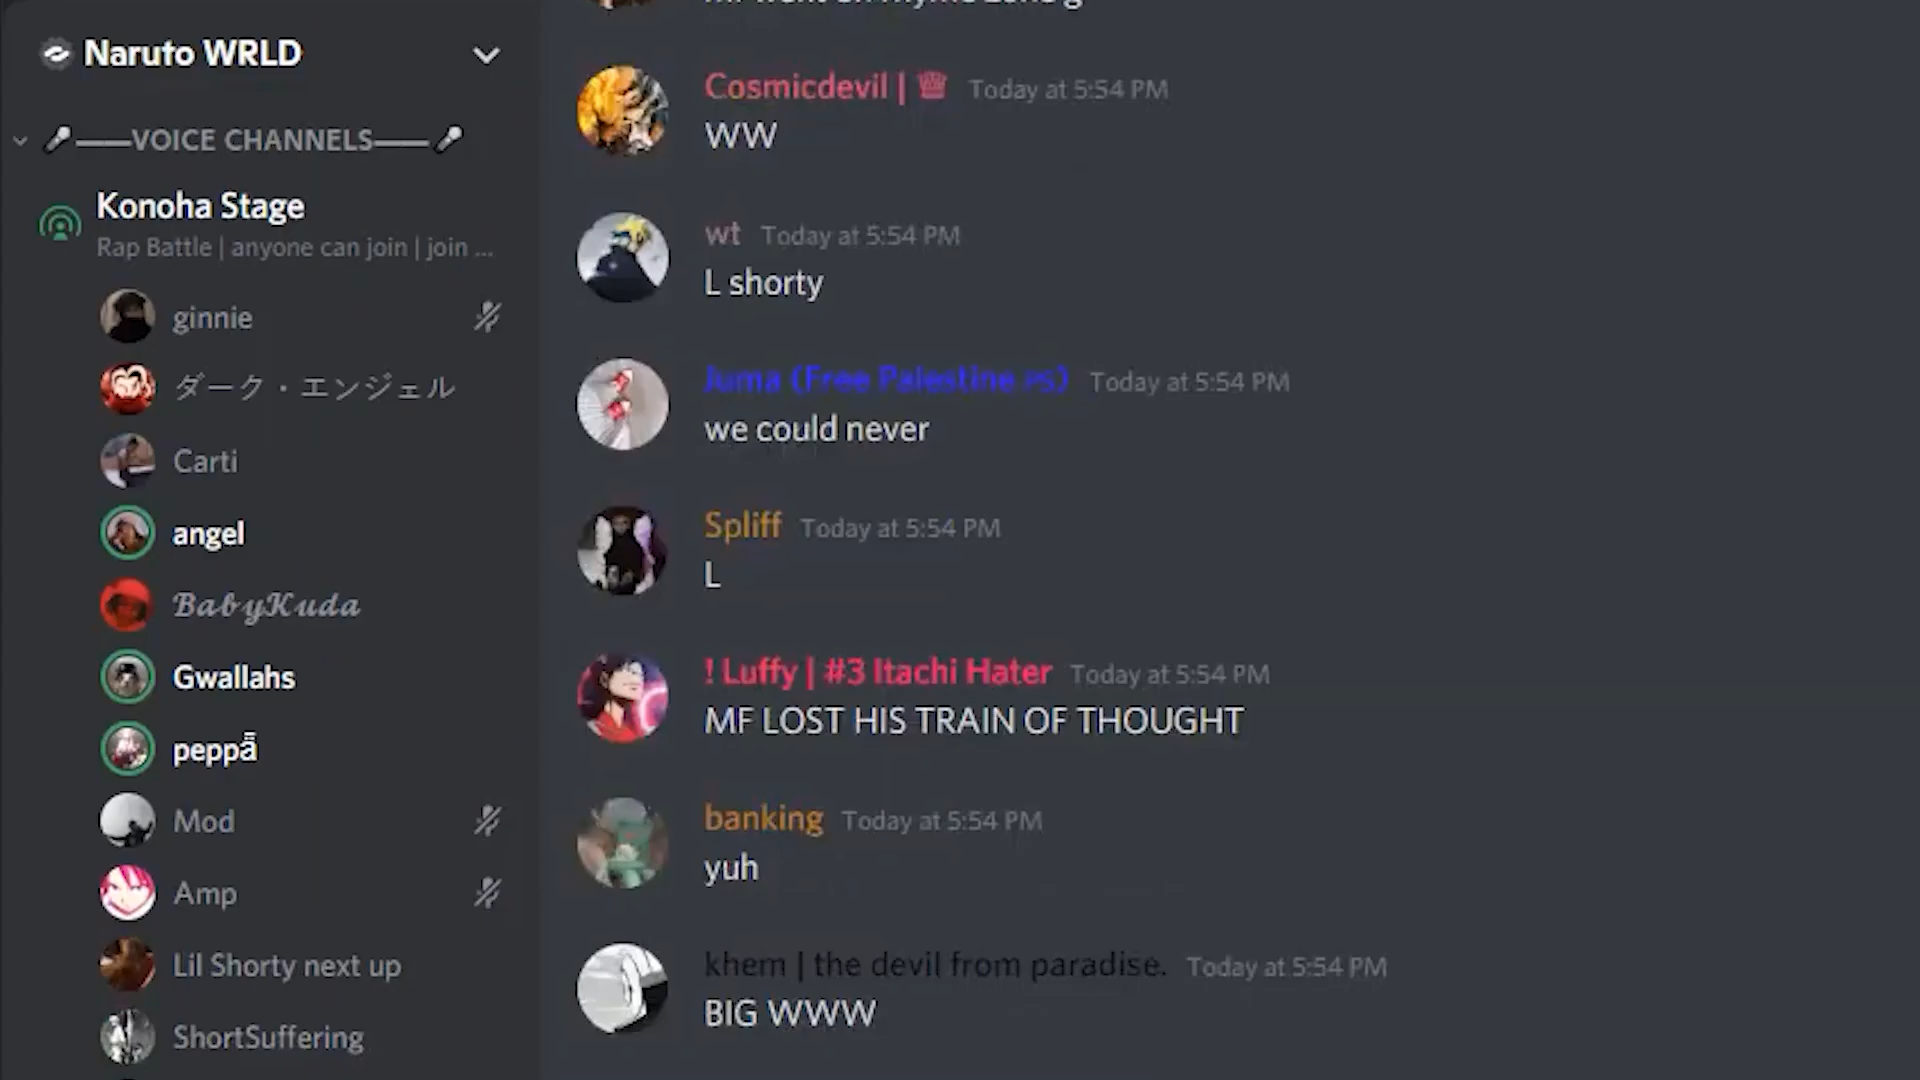 Naruto WRLD
——VOICE CHANNELS——
Konoha Stage
Rap Battle | anyone can join | join ...
ginnie
ダーク・エンジェル
Carti
angel
𝓑𝓪𝓫𝔂𝓚𝓾𝓭𝓪
Gwallahs
peppǟ
Mod
Amp
Lil Shorty next up
ShortSuffering
Cosmicdevil | Today at 5:54 PM
WW
wt Today at 5:54 PM
L shorty
Juma (Free Palestine PS) Today at 5:54 PM
we could never
Spliff Today at 5:54 PM
L
! Luffy | #3 Itachi Hater Today at 5:54 PM
MF LOST HIS TRAIN OF THOUGHT
banking Today at 5:54 PM
yuh
khem | the devil from paradise. Today at 5:54 PM
BIG WWW